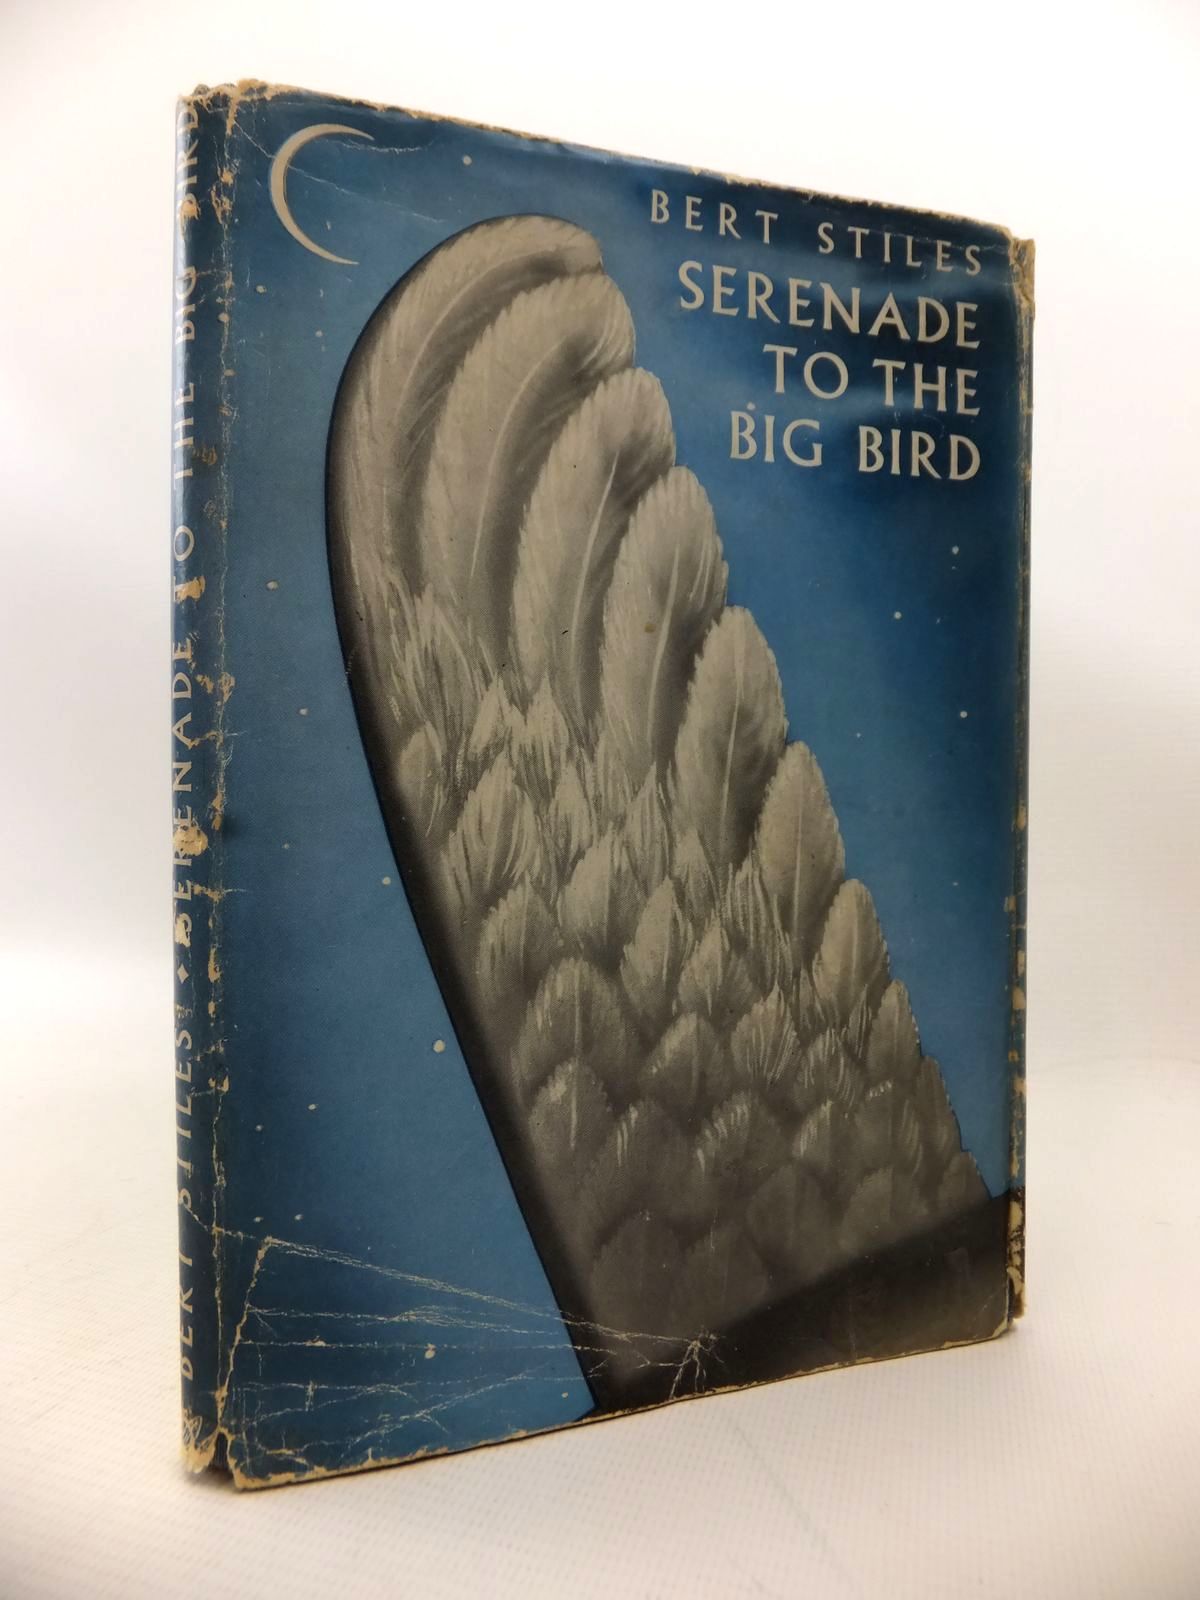 BERT STILES
SERENADE
TO THE
BIG BIRD
BERT STILES ♦ SERENADE TO THE BIG BIRD